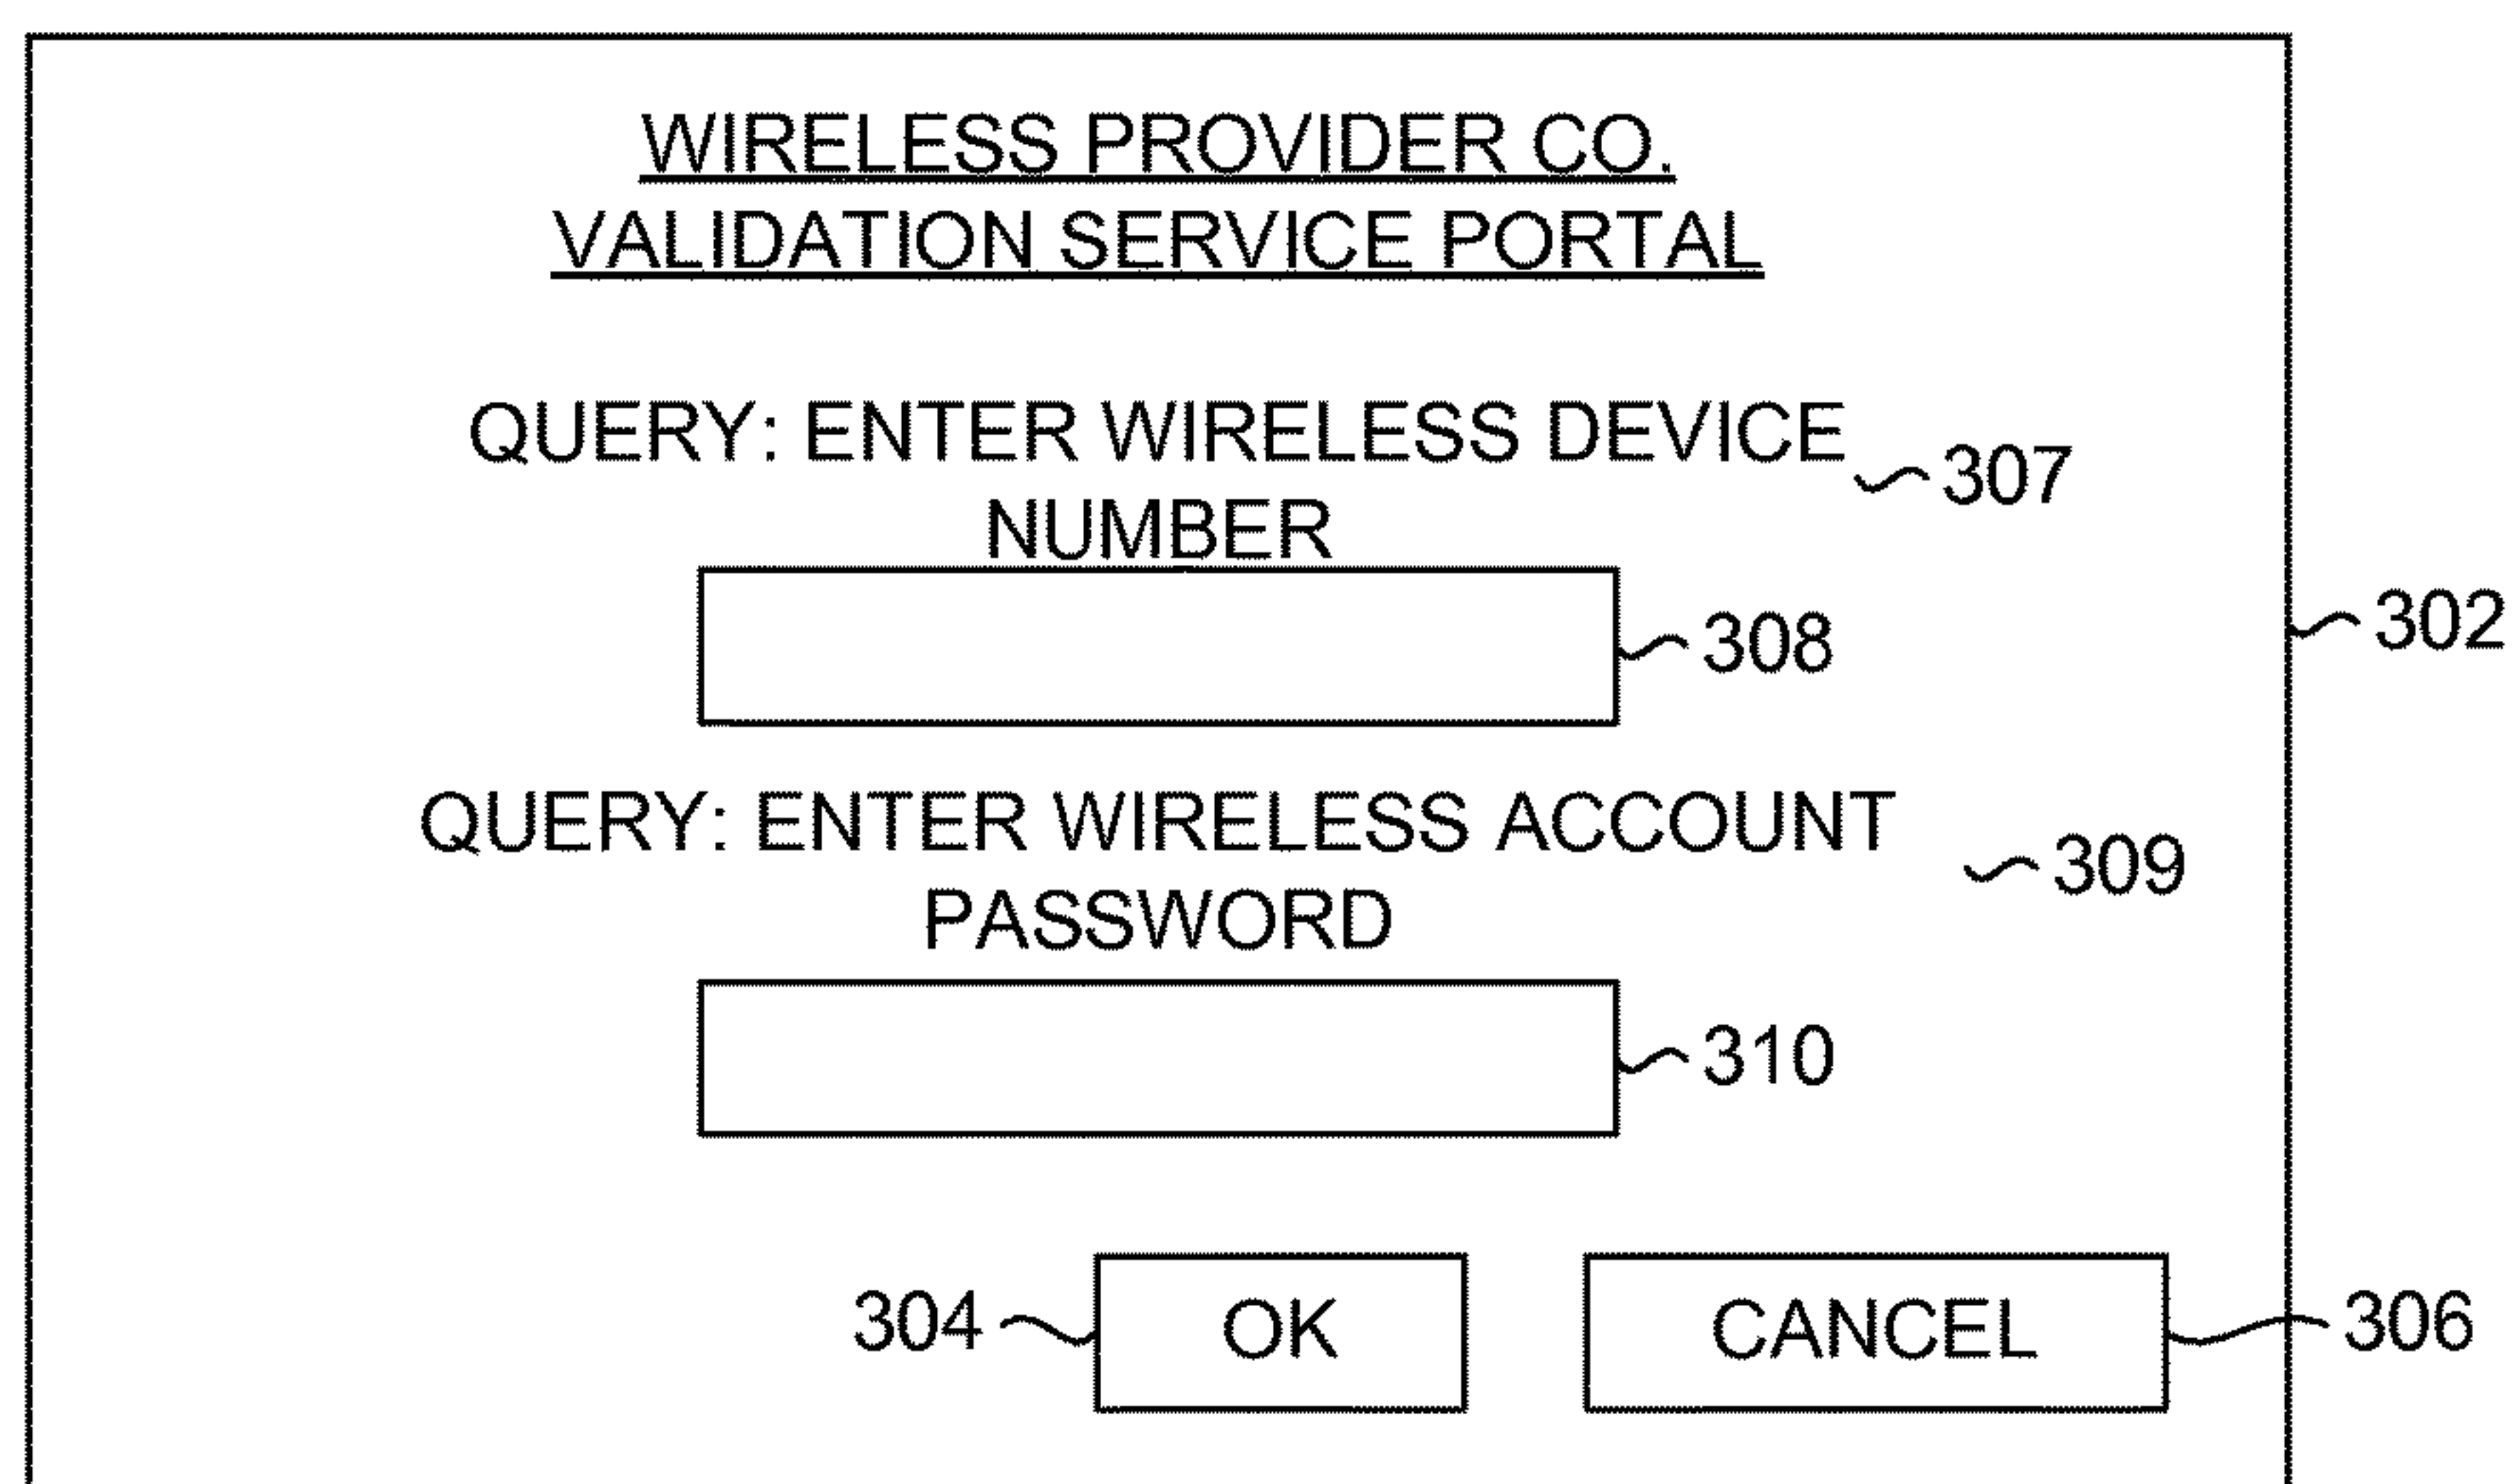 WIRELESS PROVIDER CO.
VALIDATION SERVICE PORTAL
QUERY: ENTER WIRELESS DEVICE
NUMBER
307
308
302
QUERY: ENTER WIRELESS ACCOUNT
PASSWORD
309
310
304
OK
CANCEL
306